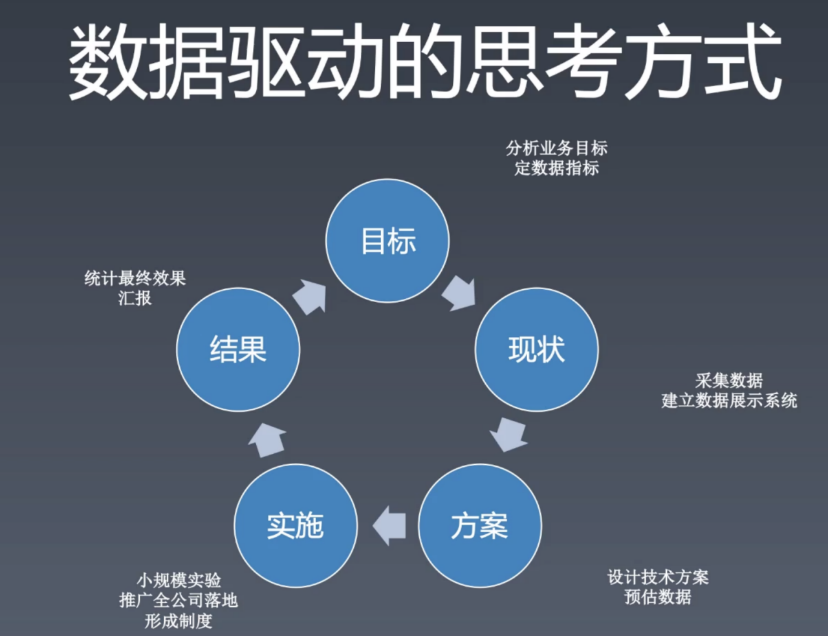 数据驱动的思考方式
分析业务目标
定数据指标
目标
统计最终效果
汇报
结果
现状
采集数据
建立数据展示系统
实施
方案
小规模实验
推广全公司落地
形成制度
设计技术方案
预估数据